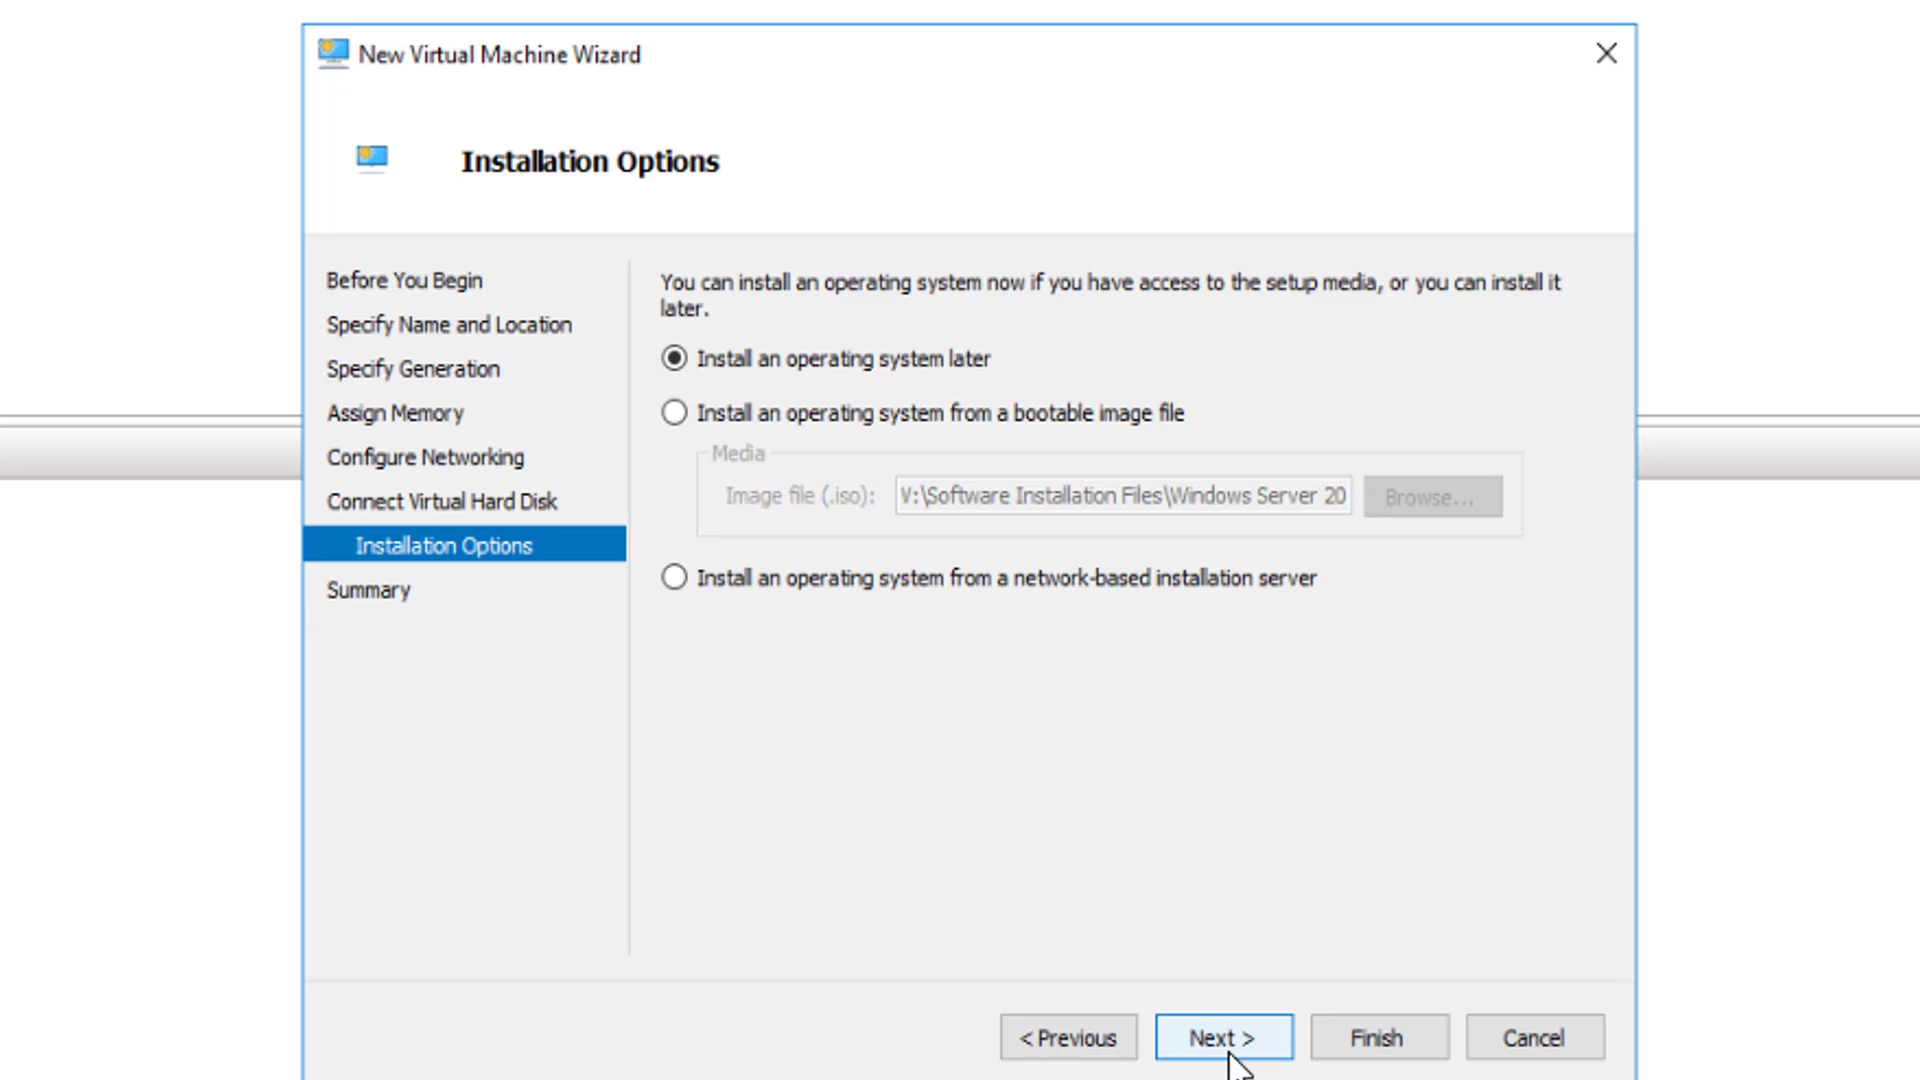 New Virtual Machine Wizard
Installation Options
Before You Begin
Specify Name and Location
Specify Generation
Assign Memory
Configure Networking
Connect Virtual Hard Disk
Installation Options
Summary
You can install an operating system now if you have access to the setup media, or you can install it
later.
Install an operating system later
Install an operating system from a bootable image file
Media
Image file (.iso): V:\Software Installation Files\Windows Server 20 Browse...
Install an operating system from a network-based installation server
< Previous Next > Finish Cancel